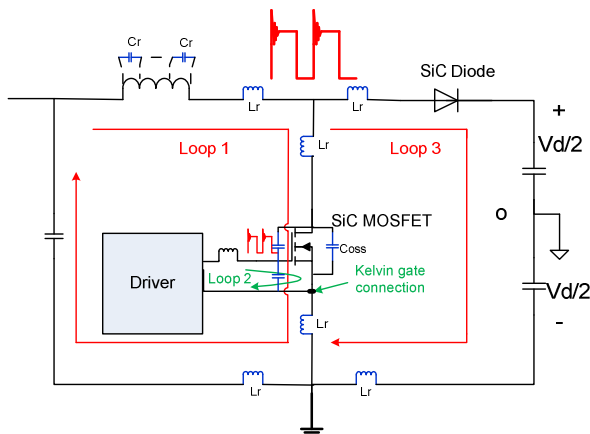 Cr
Cr
SiC Diode
Lr
Lr
+
Loop 1
Lr
Loop 3
Vd/2
SiC MOSFET
o
Coss
Driver
Loop 2
Kelvin gate
connection
Vd/2
Lr
-
Lr
Lr